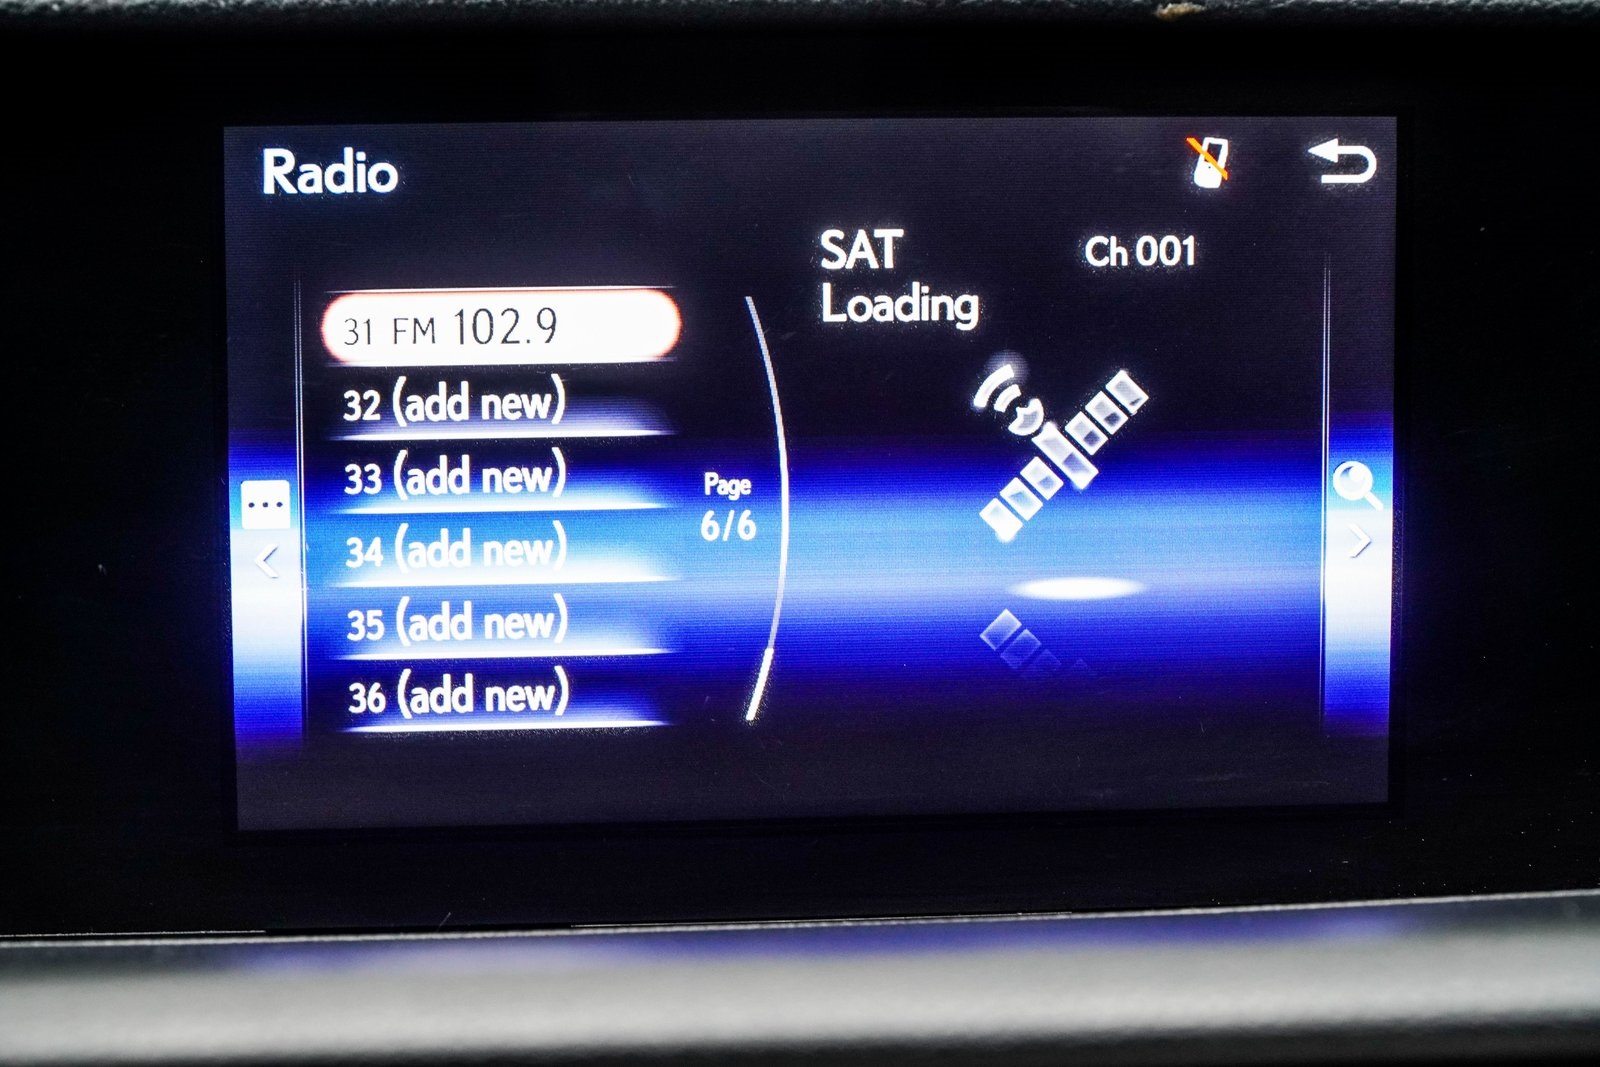 Radio
SAT Ch 001
Loading
31 FM 102.9
32 (add new)
33 (add new)
34 (add new)
35 (add new)
36 (add new)
Page
6/6